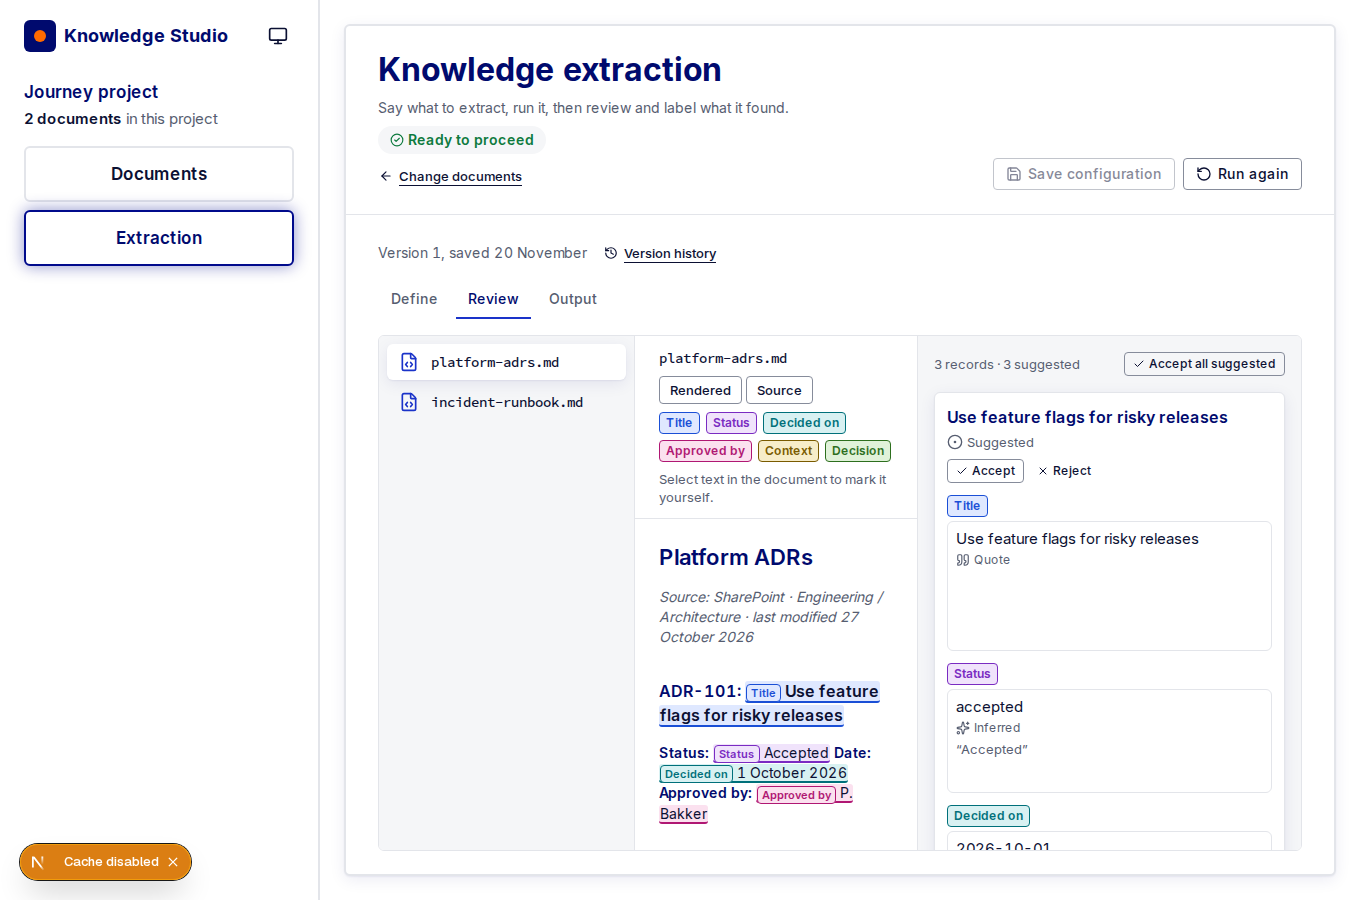 Knowledge Studio
Journey project
2 documents in this project
Documents
Extraction
Cache disabled
Knowledge extraction
Say what to extract, run it, then review and label what it found.
Ready to proceed
Change documents
Save configuration
Run again
Version 1, saved 20 November
Version history
Define
Review
Output
platform-adrs.md
incident-runbook.md
platform-adrs.md
Rendered
Source
Title Status Decided on
Approved by Context Decision
Select text in the document to mark it
yourself.
Platform ADRs
Source: SharePoint · Engineering /
Architecture · last modified 27
October 2026
ADR-101: Title Use feature
flags for risky releases
Status: Status Accepted Date:
Decided on 1 October 2026
Approved by: Approved by P.
Bakker
3 records · 3 suggested
Accept all suggested
Use feature flags for risky releases
Suggested
Accept
Reject
Title
Use feature flags for risky releases
Quote
Status
accepted
Inferred
“Accepted”
Decided on
2026-10-01